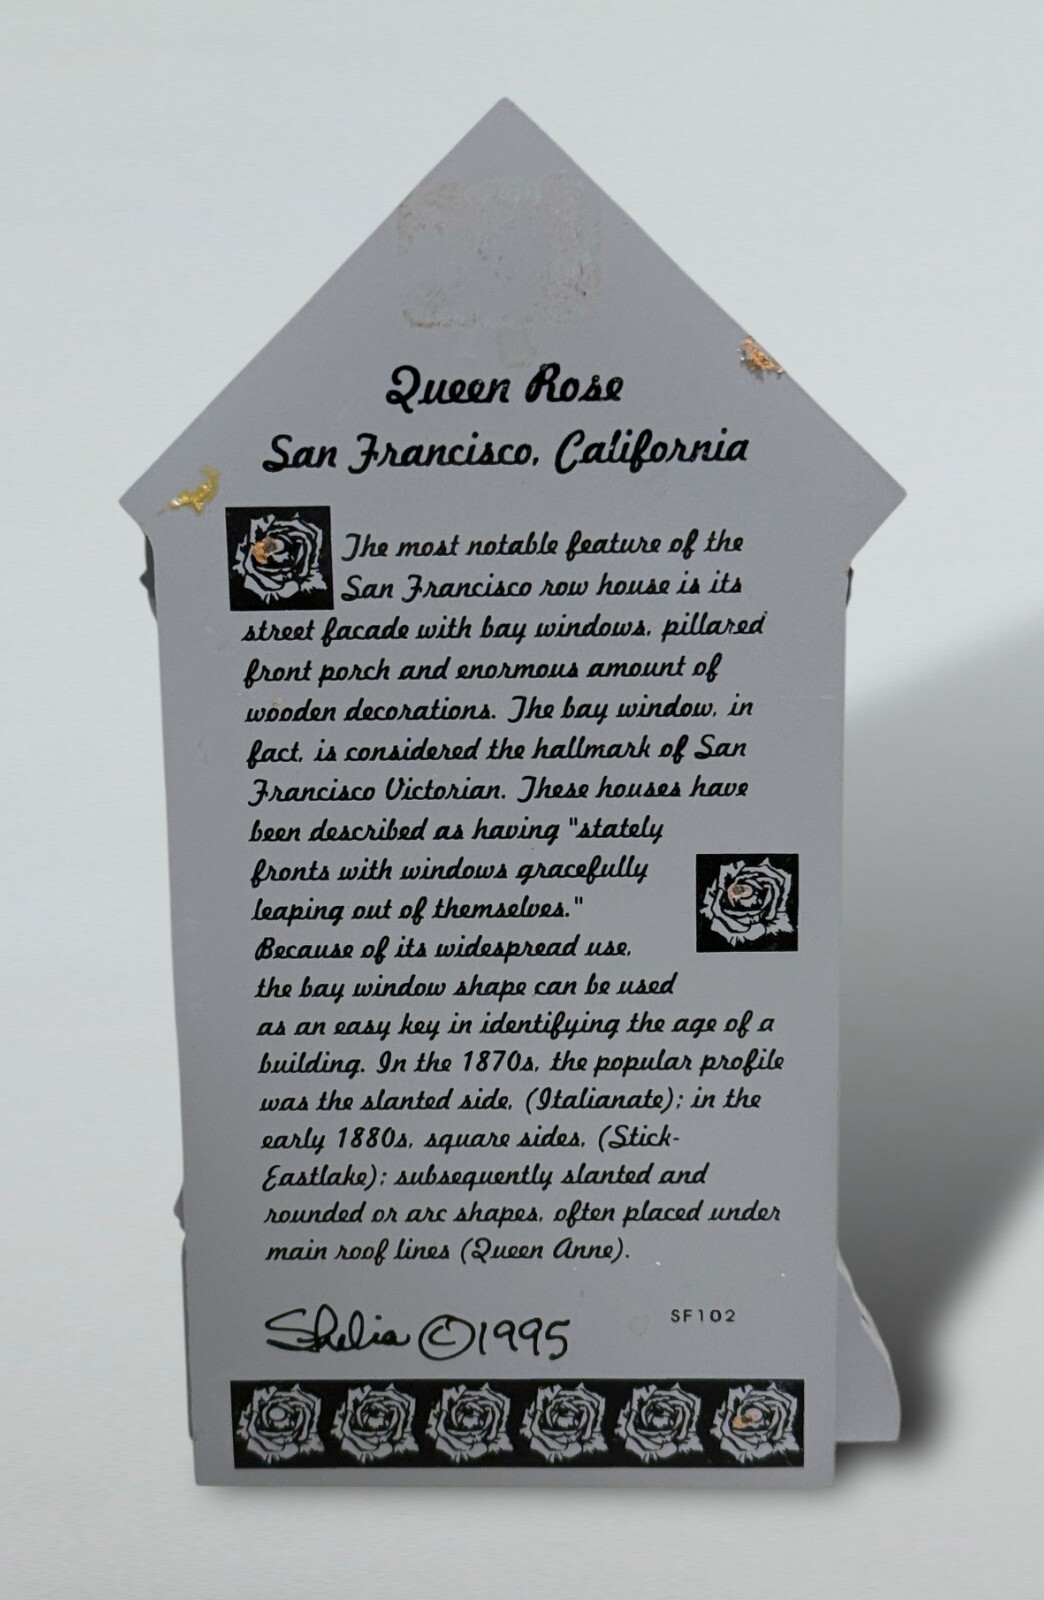 Queen Rose
San Francisco, California
The most notable feature of the
San Francisco row house is its
street facade with bay windows, pillared
front porch and enormous amount of
wooden decorations. The bay window, in
fact, is considered the hallmark of San
Francisco Victorian. These houses have
been described as having "stately
fronts with windows gracefully
leaping out of themselves."
Because of its widespread use,
the bay window shape can be used
as an easy key in identifying the age of a
building. In the 1870s, the popular profile
was the slanted side, (Italianate); in the
early 1880s, square sides, (Stick-
Eastlake); subsequently slanted and
rounded or arc shapes, often placed under
main roof lines (Queen Anne).
SF102
Shelia ©1995